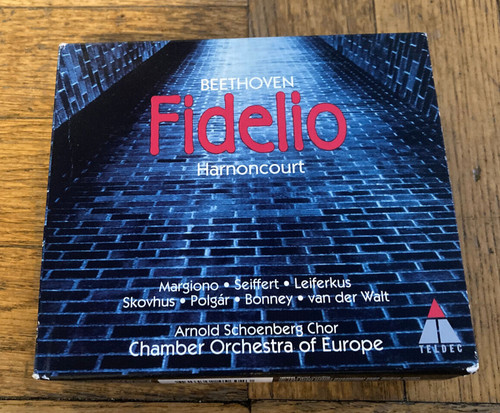 BEETHOVEN
Fidelio
Harnoncourt
Margiono • Seiffert • Leiferkus
Skovhus • Polgár • Bonney • van der Walt
Arnold Schoenberg Chor
Chamber Orchestra of Europe
TELDEC